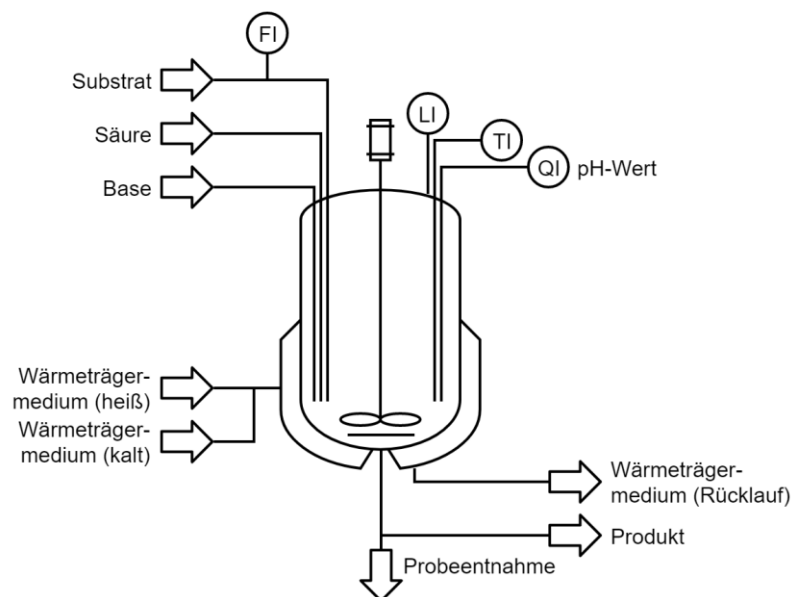 FI
Substrat
LI
Säure
TI
Base
QI pH-Wert
Wärmeträger-
medium (heiß)
Wärmeträger-
medium (kalt)
Wärmeträger-
medium (Rücklauf)
Produkt
Probeentnahme